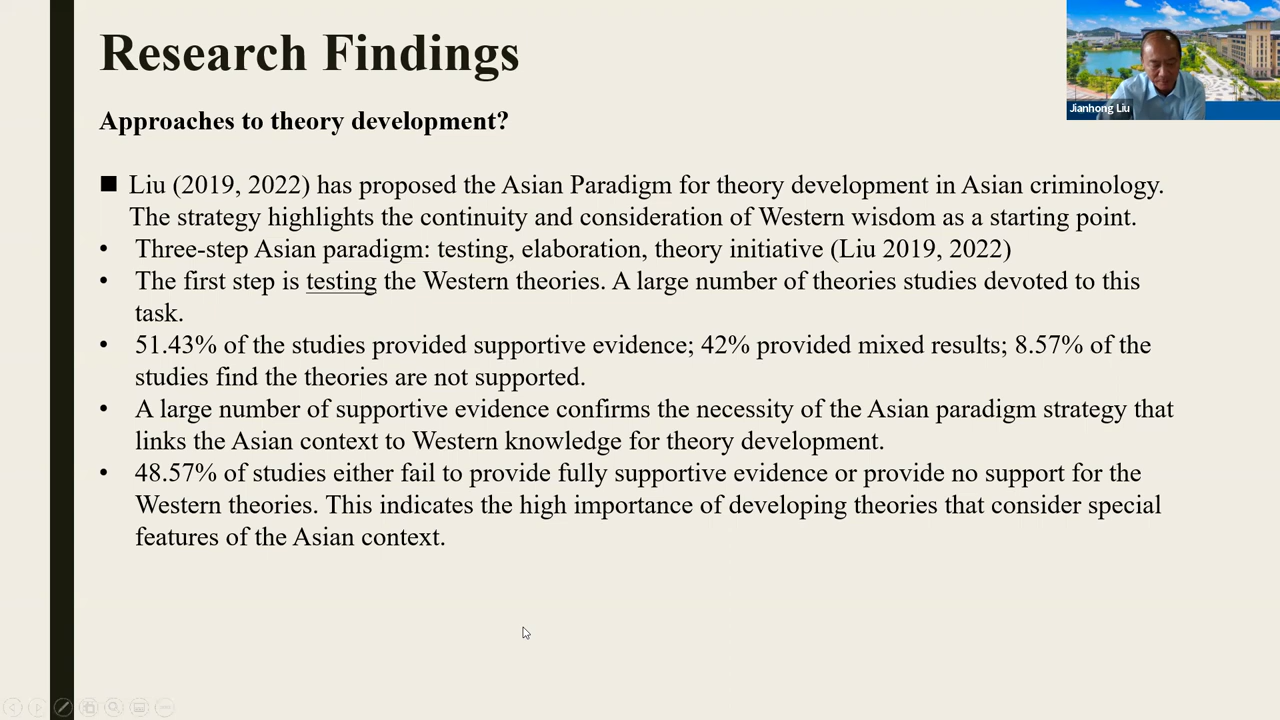 Research Findings
Jianhong Liu
Approaches to theory development?
■ Liu (2019, 2022) has proposed the Asian Paradigm for theory development in Asian criminology.
The strategy highlights the continuity and consideration of Western wisdom as a starting point.
• Three-step Asian paradigm: testing, elaboration, theory initiative (Liu 2019, 2022)
• The first step is testing the Western theories. A large number of theories studies devoted to this
task.
• 51.43% of the studies provided supportive evidence; 42% provided mixed results; 8.57% of the
studies find the theories are not supported.
• A large number of supportive evidence confirms the necessity of the Asian paradigm strategy that
links the Asian context to Western knowledge for theory development.
• 48.57% of studies either fail to provide fully supportive evidence or provide no support for the
Western theories. This indicates the high importance of developing theories that consider special
features of the Asian context.